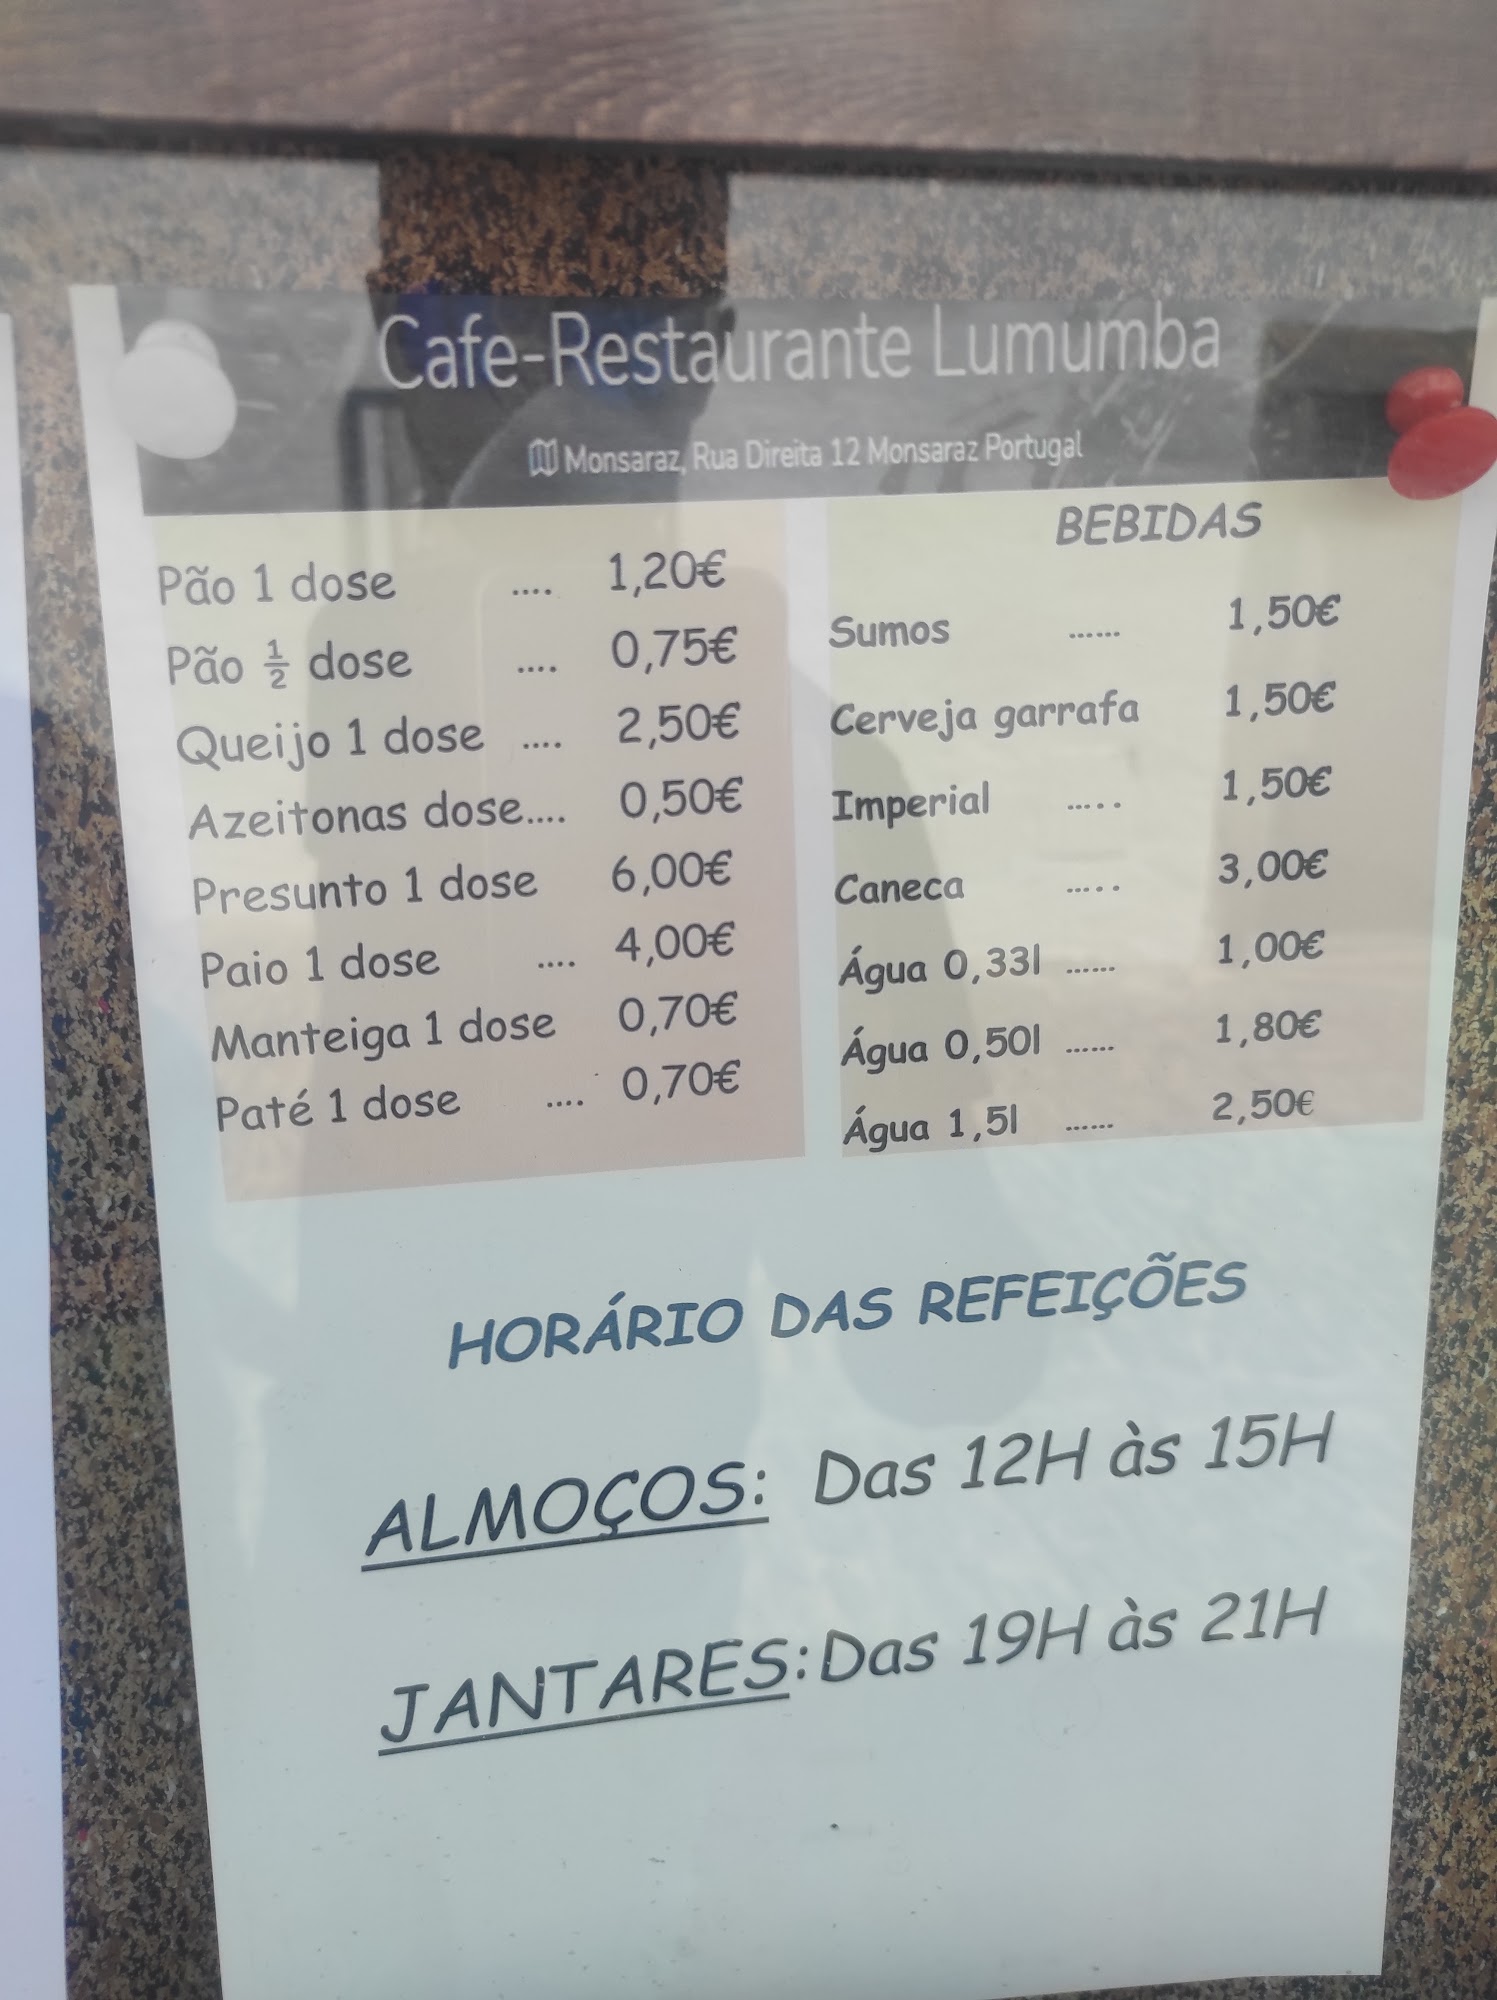 Cafe-Restaurante Lumumba
Monsaraz, Rua Direita 12 Monsaraz Portugal
Pão 1 dose .... 1,20€
Pão ½ dose .... 0,75€
Queijo 1 dose .... 2,50€
Azeitonas dose.... 0,50€
Presunto 1 dose 6,00€
Paio 1 dose .... 4,00€
Manteiga 1 dose 0,70€
Paté 1 dose .... 0,70€
BEBIDAS
Sumos ...... 1,50€
Cerveja garrafa 1,50€
Imperial ..... 1,50€
Caneca ..... 3,00€
Água 0,33l ...... 1,00€
Água 0,50l ...... 1,80€
Água 1,5l ...... 2,50€
HORÁRIO DAS REFEIÇÕES
ALMOÇOS: Das 12H às 15H
JANTARES:Das 19H às 21H